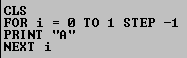 CLS
FOR i = 0 TO 1 STEP -1
PRINT "A"
NEXT i